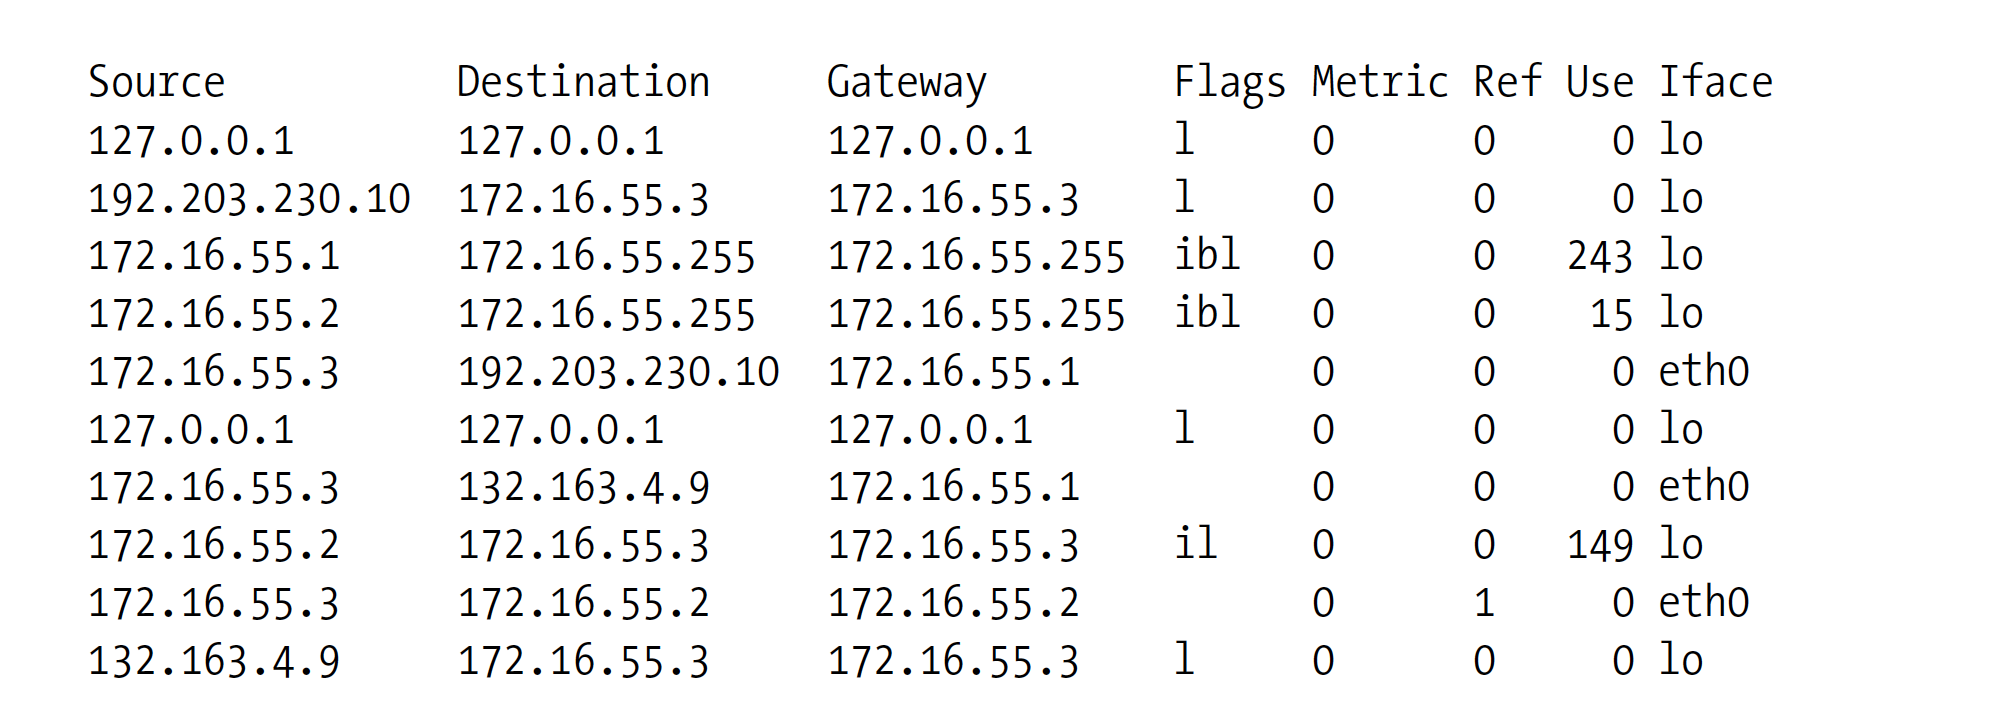 Source Destination Gateway Flags Metric Ref Use Iface
127.0.0.1 127.0.0.1 127.0.0.1 l 0 0 0 lo
192.203.230.10 172.16.55.3 172.16.55.3 l 0 0 0 lo
172.16.55.1 172.16.55.255 172.16.55.255 ibl 0 0 243 lo
172.16.55.2 172.16.55.255 172.16.55.255 ibl 0 0 15 lo
172.16.55.3 192.203.230.10 172.16.55.1 0 0 0 eth0
127.0.0.1 127.0.0.1 127.0.0.1 l 0 0 0 lo
172.16.55.3 132.163.4.9 172.16.55.1 0 0 0 eth0
172.16.55.2 172.16.55.3 172.16.55.3 il 0 0 149 lo
172.16.55.3 172.16.55.2 172.16.55.2 0 1 0 eth0
132.163.4.9 172.16.55.3 172.16.55.3 l 0 0 0 lo